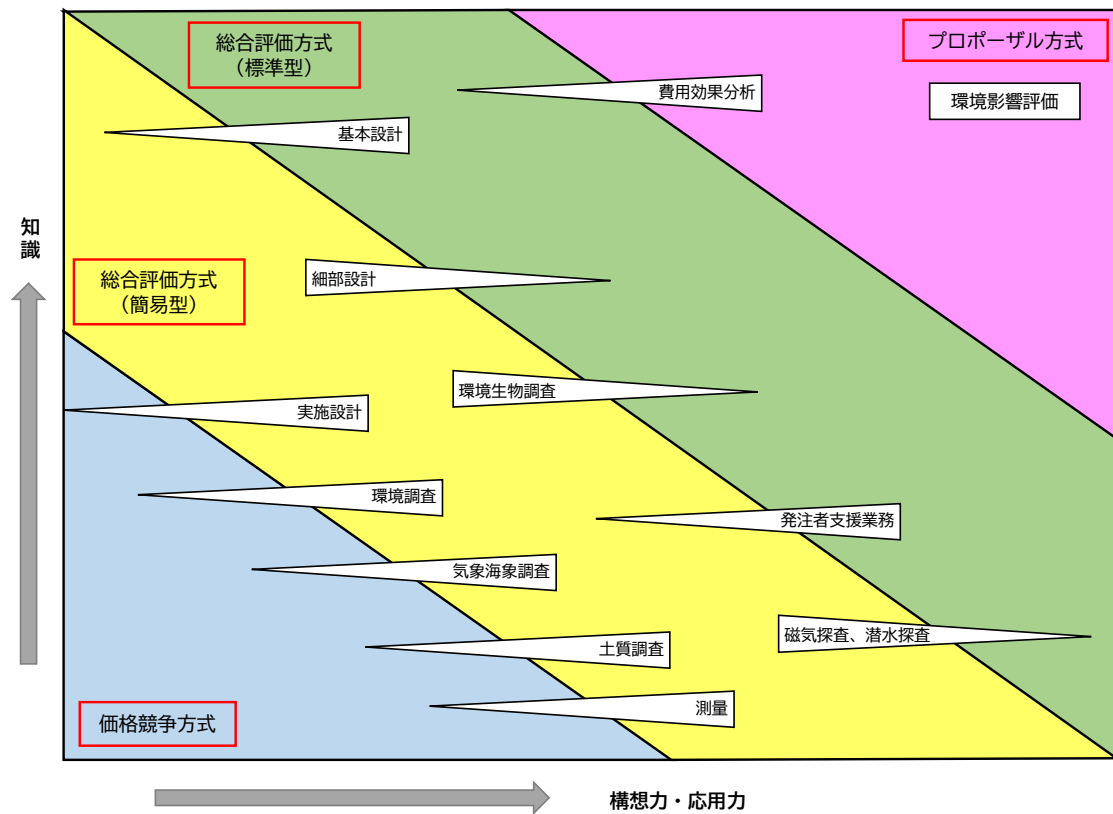 総合評価方式
（標準型）
プロポーザル方式
費用効果分析
環境影響評価
基本設計
知
識
総合評価方式
（簡易型）
細部設計
環境生物調査
実施設計
環境調査
発注者支援業務
気象海象調査
磁気探査、潜水探査
土質調査
測量
価格競争方式
構想力・応用力